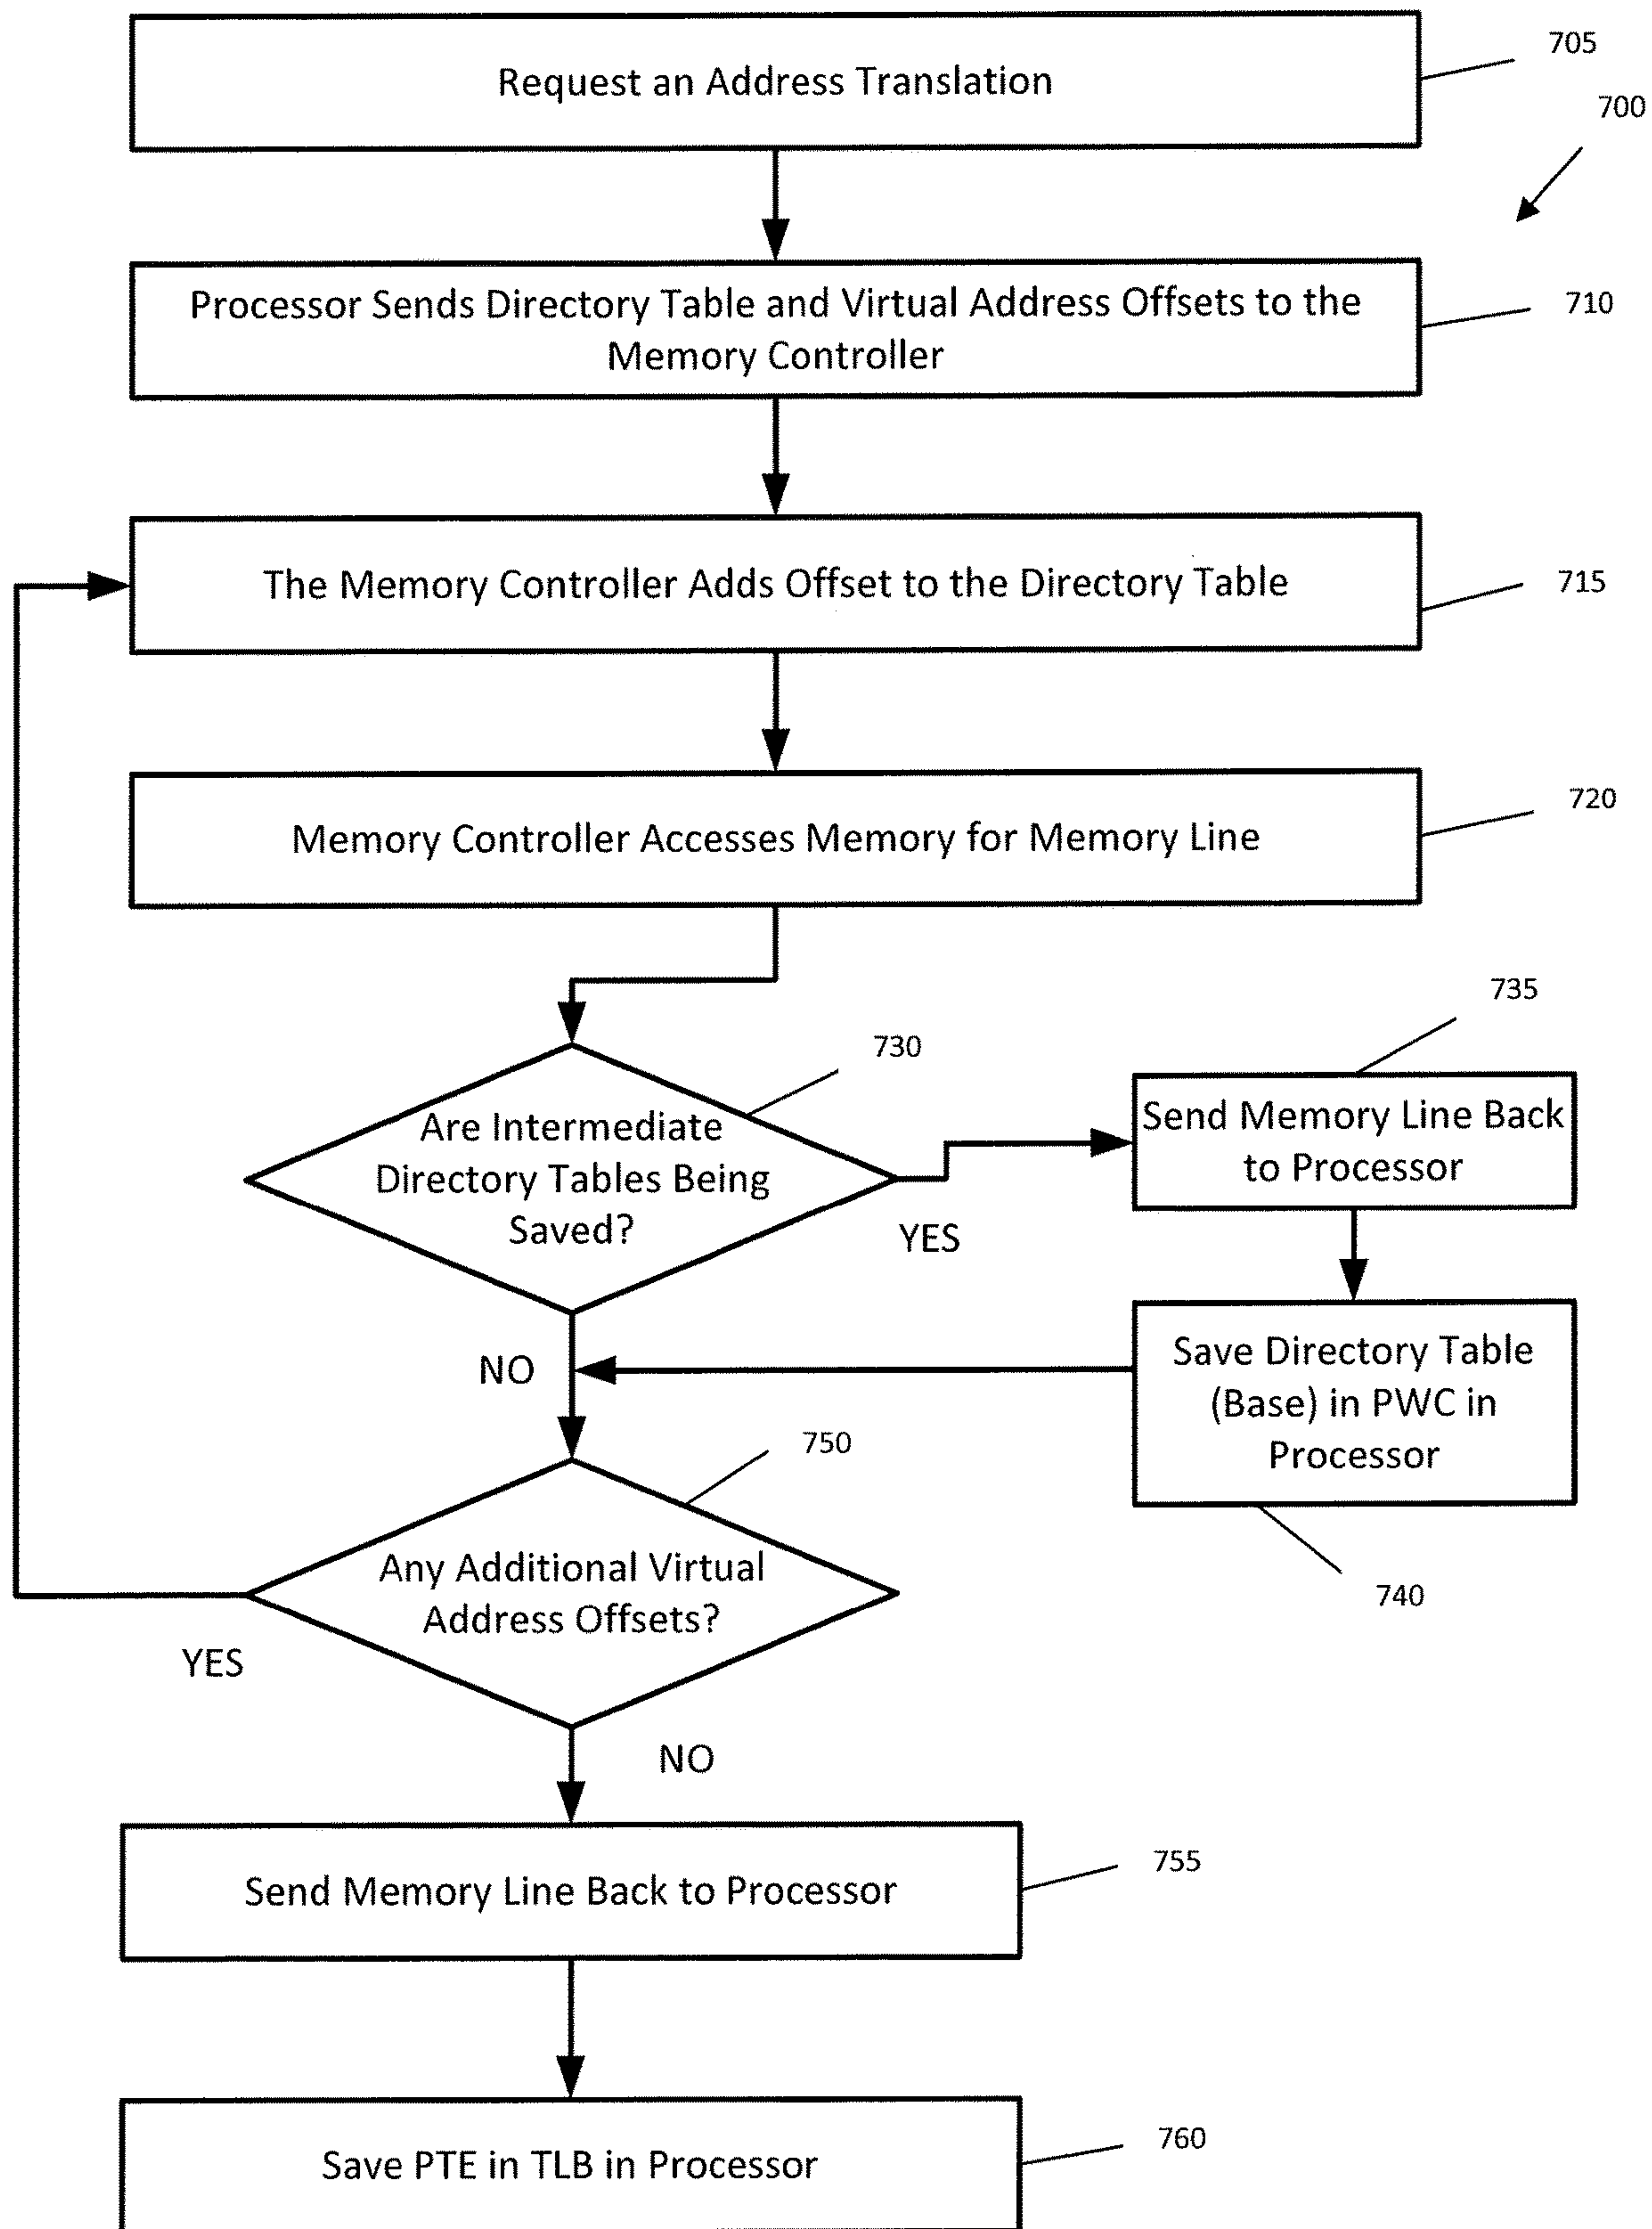 Request an Address Translation
705
700
Processor Sends Directory Table and Virtual Address Offsets to the
Memory Controller
710
The Memory Controller Adds Offset to the Directory Table
715
Memory Controller Accesses Memory for Memory Line
720
730
735
Are Intermediate
Directory Tables Being
Saved?
YES
Send Memory Line Back
to Processor
NO
Save Directory Table
(Base) in PWC in
Processor
740
750
Any Additional Virtual
Address Offsets?
YES
NO
Send Memory Line Back to Processor
755
Save PTE in TLB in Processor
760